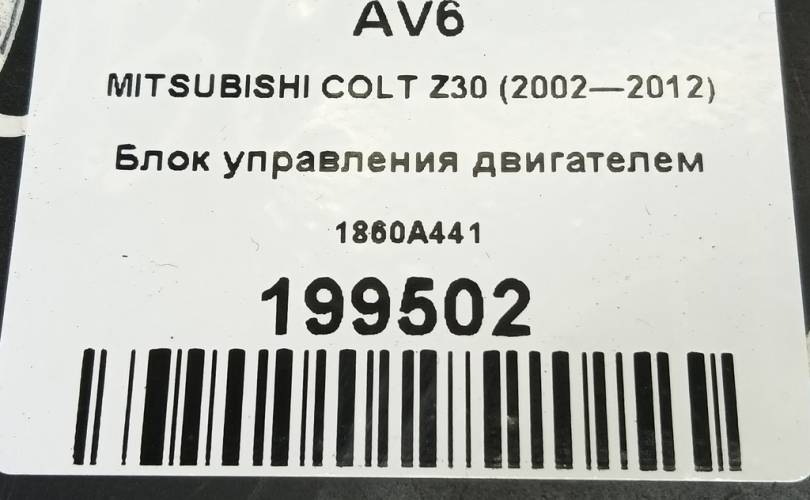 AV6
MITSUBISHI COLT Z30 (2002—2012)
Блок управления двигателем
1860A441
199502